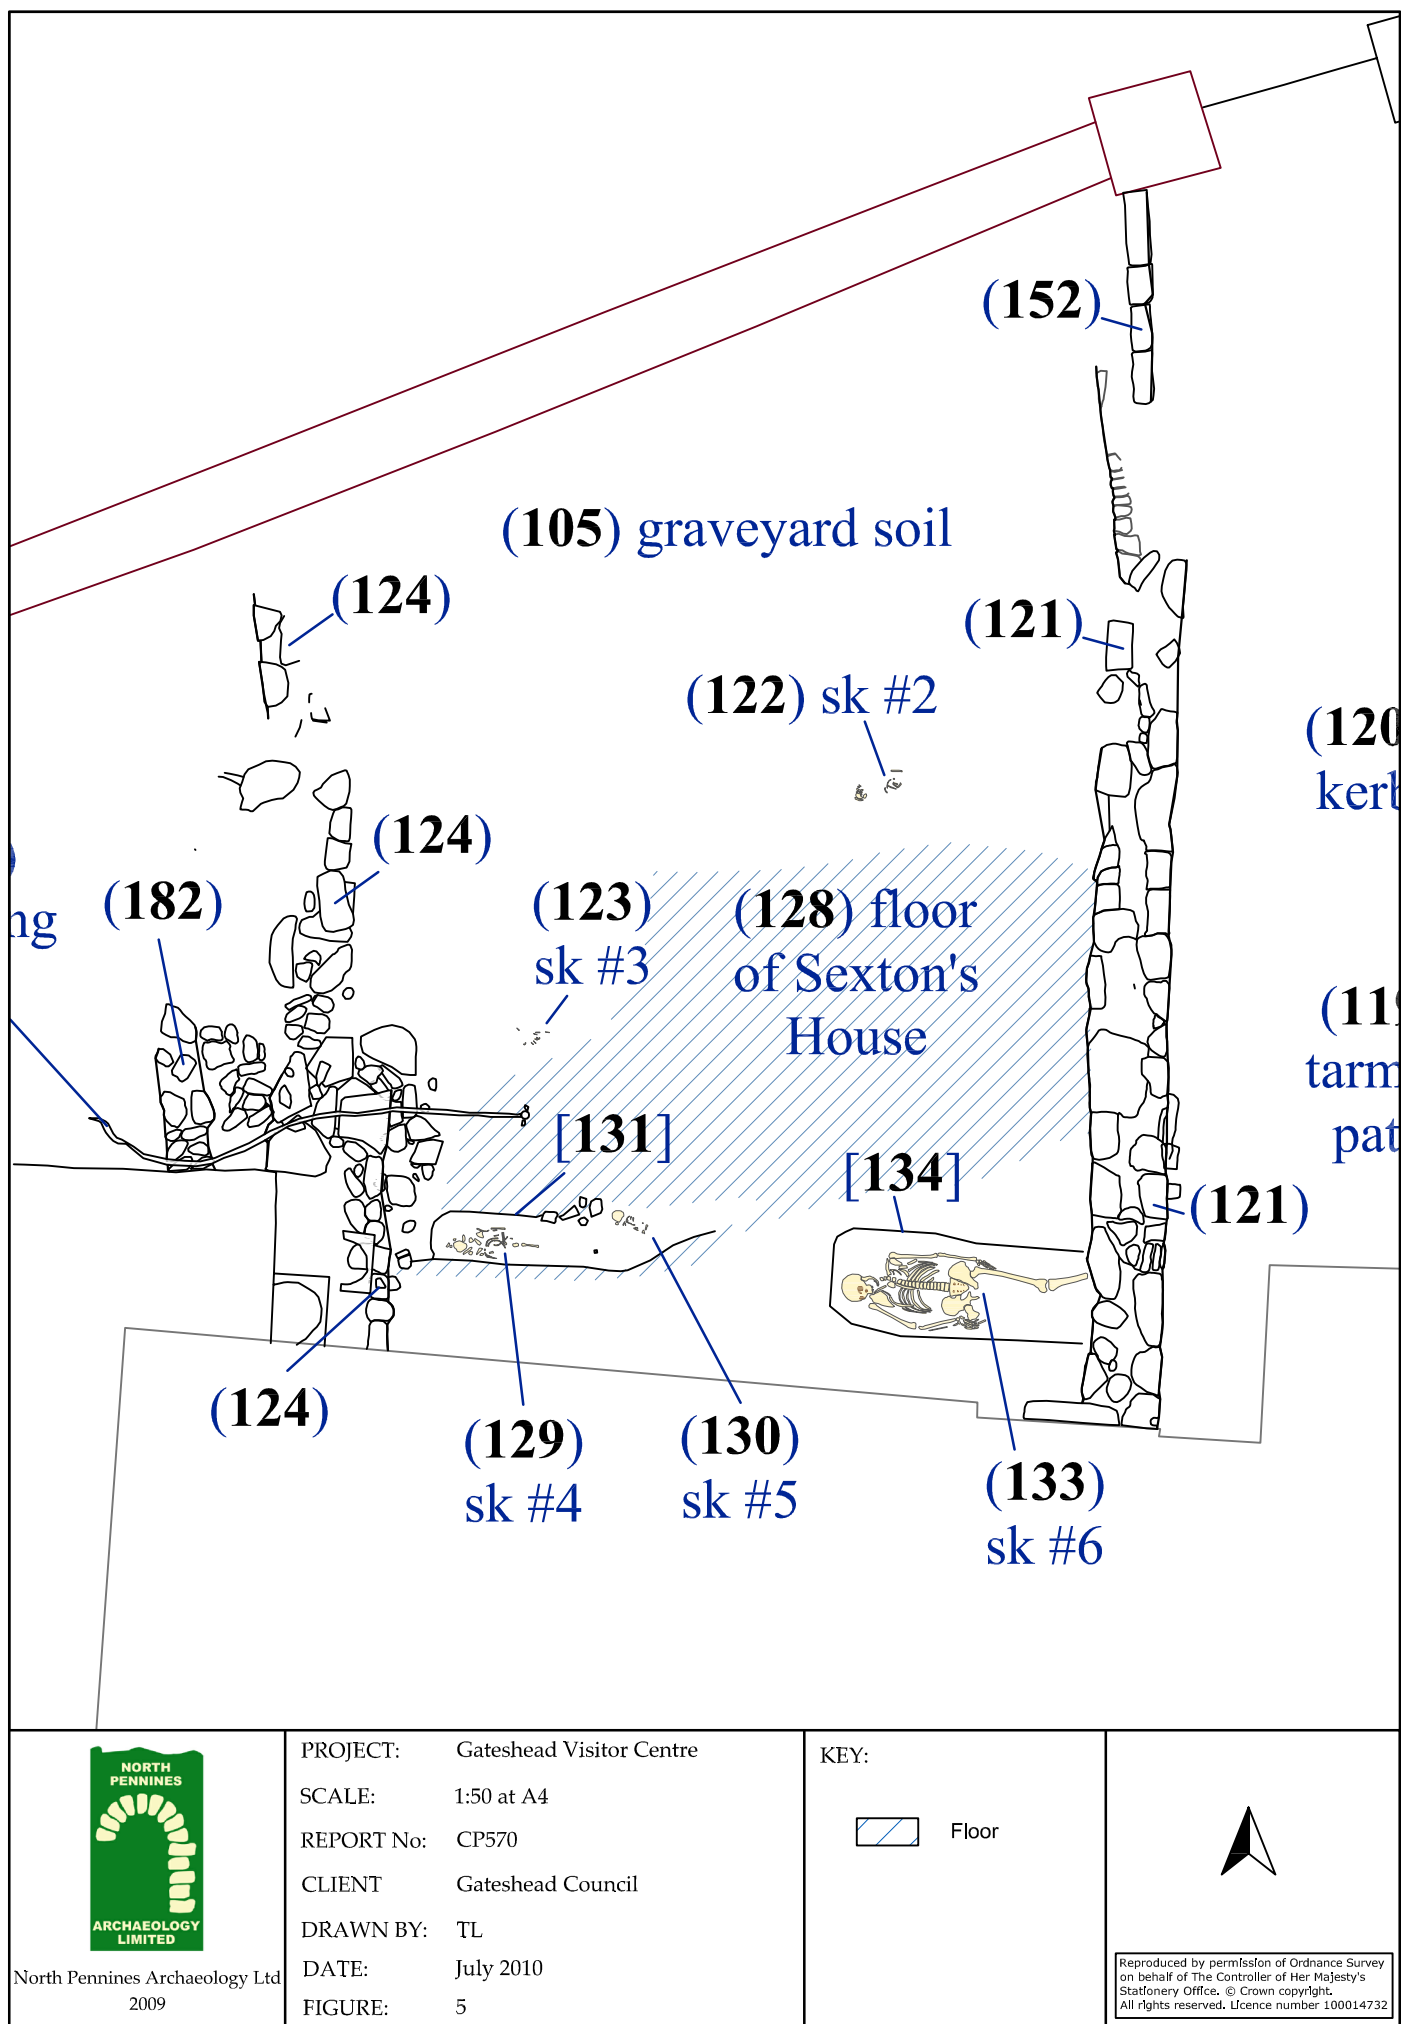 (152)
(105) graveyard soil
(124)
(121)
(122) sk #2
(120
(124)
(182)
(123)
sk #3
(128) floor
of Sexton's
House
ng
tarm
pat
[131]
[134]
(121)
(124)
(129)
sk #4
(130)
sk #5
(133)
sk #6
NORTH
PENNINES
ARCHAEOLOGY
LIMITED
North Pennines Archaeology Ltd
2009
PROJECT: Gateshead Visitor Centre
SCALE: 1:50 at A4
REPORT No: CP570
CLIENT Gateshead Council
DRAWN BY: TL
DATE: July 2010
FIGURE: 5
KEY:
Floor
Reproduced by permission of Ordnance Survey
on behalf of The Controller of Her Majesty's
Stationery Office. © Crown copyright.
All rights reserved. Licence number 100014732